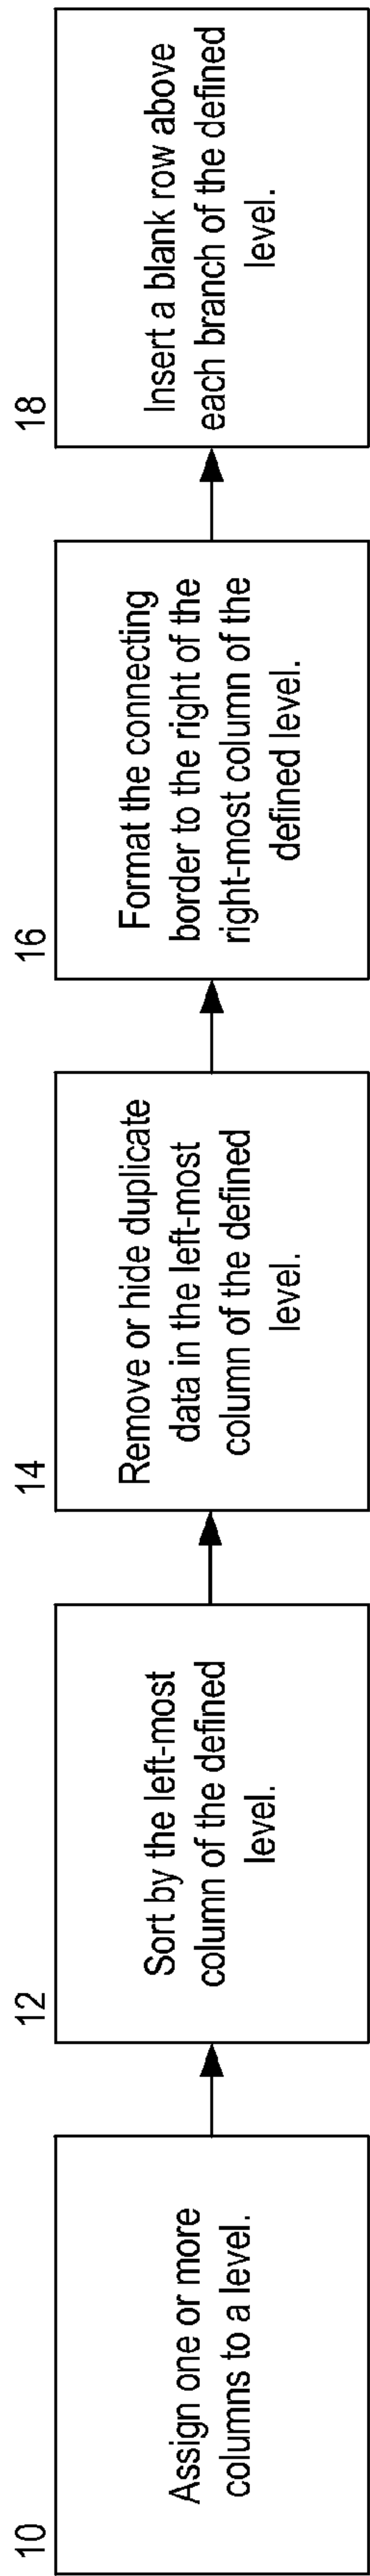 10
Assign one or more
columns to a level.
12
Sort by the left-most
column of the defined
level.
14
Remove or hide duplicate
data in the left-most
column of the defined
level.
16
Format the connecting
border to the right of the
right-most column of the
defined level.
18
Insert a blank row above
each branch of the defined
level.